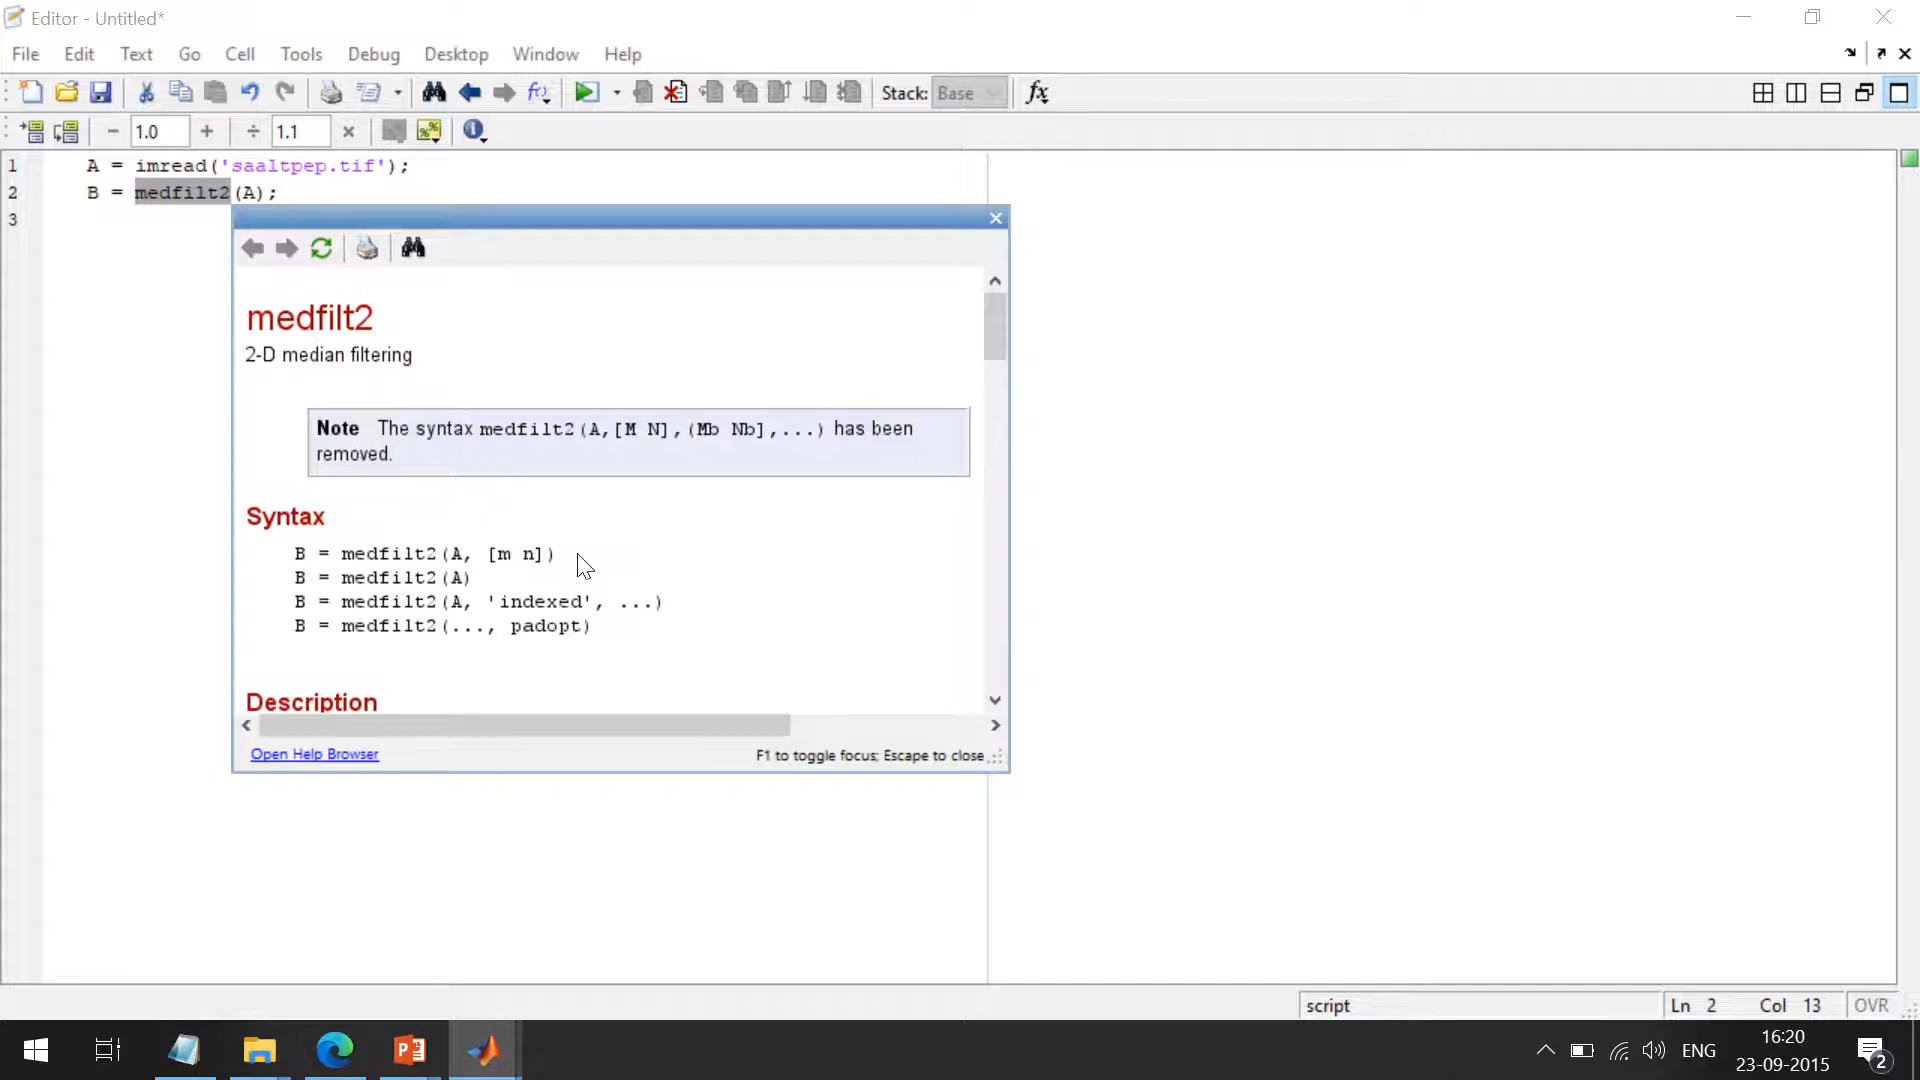 Editor - Untitled*
File Edit Text Go Cell Tools Debug Desktop Window Help
Stack: Base fx
− 1.0 + ÷ 1.1 ×
1 A = imread('saaltpep.tif');
2 B = medfilt2(A);
3
medfilt2
2-D median filtering
Note The syntax medfilt2(A,[M N],(Mb Nb],...) has been
removed.
Syntax
B = medfilt2(A, [m n])
B = medfilt2(A)
B = medfilt2(A, 'indexed', ...)
B = medfilt2(..., padopt)
Description
Open Help Browser F1 to toggle focus; Escape to close
script Ln 2 Col 13 OVR
ENG 16:20
23-09-2015 2